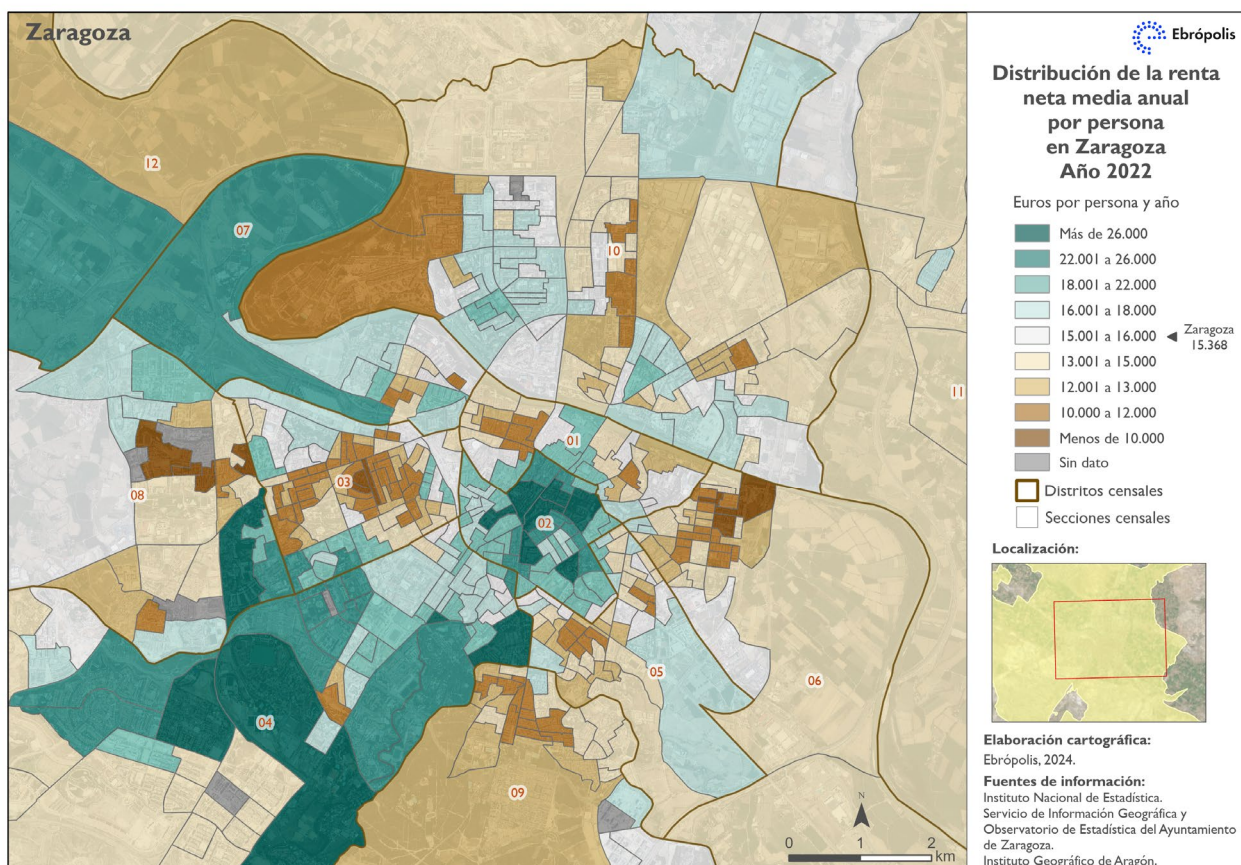 Zaragoza
12
07
10
11
01
03
08
02
04
05
06
09
N
0 1 2
km
Ebrópolis
Distribución de la renta
neta media anual
por persona
en Zaragoza
Año 2022
Euros por persona y año
Más de 26.000
22.001 a 26.000
18.001 a 22.000
16.001 a 18.000
15.001 a 16.000
Zaragoza
15.368
13.001 a 15.000
12.001 a 13.000
10.000 a 12.000
Menos de 10.000
Sin dato
Distritos censales
Secciones censales
Localización:
Elaboración cartográfica:
Ebrópolis, 2024.
Fuentes de información:
Instituto Nacional de Estadística.
Servicio de Información Geográfica y
Observatorio de Estadística del Ayuntamiento
de Zaragoza.
Instituto Geográfico de Aragón.